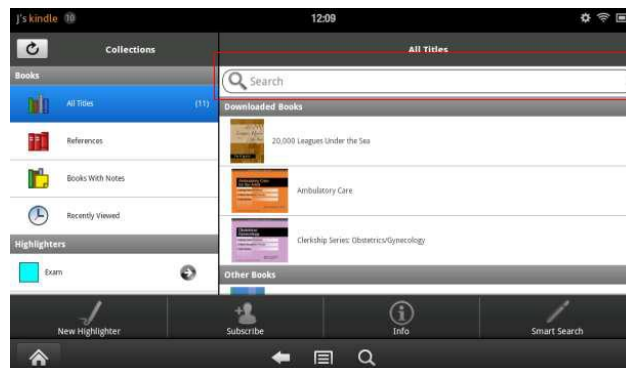 J's kindle 10 12:09
Collections
All Titles
Books
Search
All Titles (11)
Downloaded Books
References
20,000 Leagues Under the Sea
Books With Notes
Ambulatory Care
Recently Viewed
Clerkship Series: Obstetrics/Gynecology
Highlighters
Exam
Other Books
New Highlighter
Subscribe
Info
Smart Search